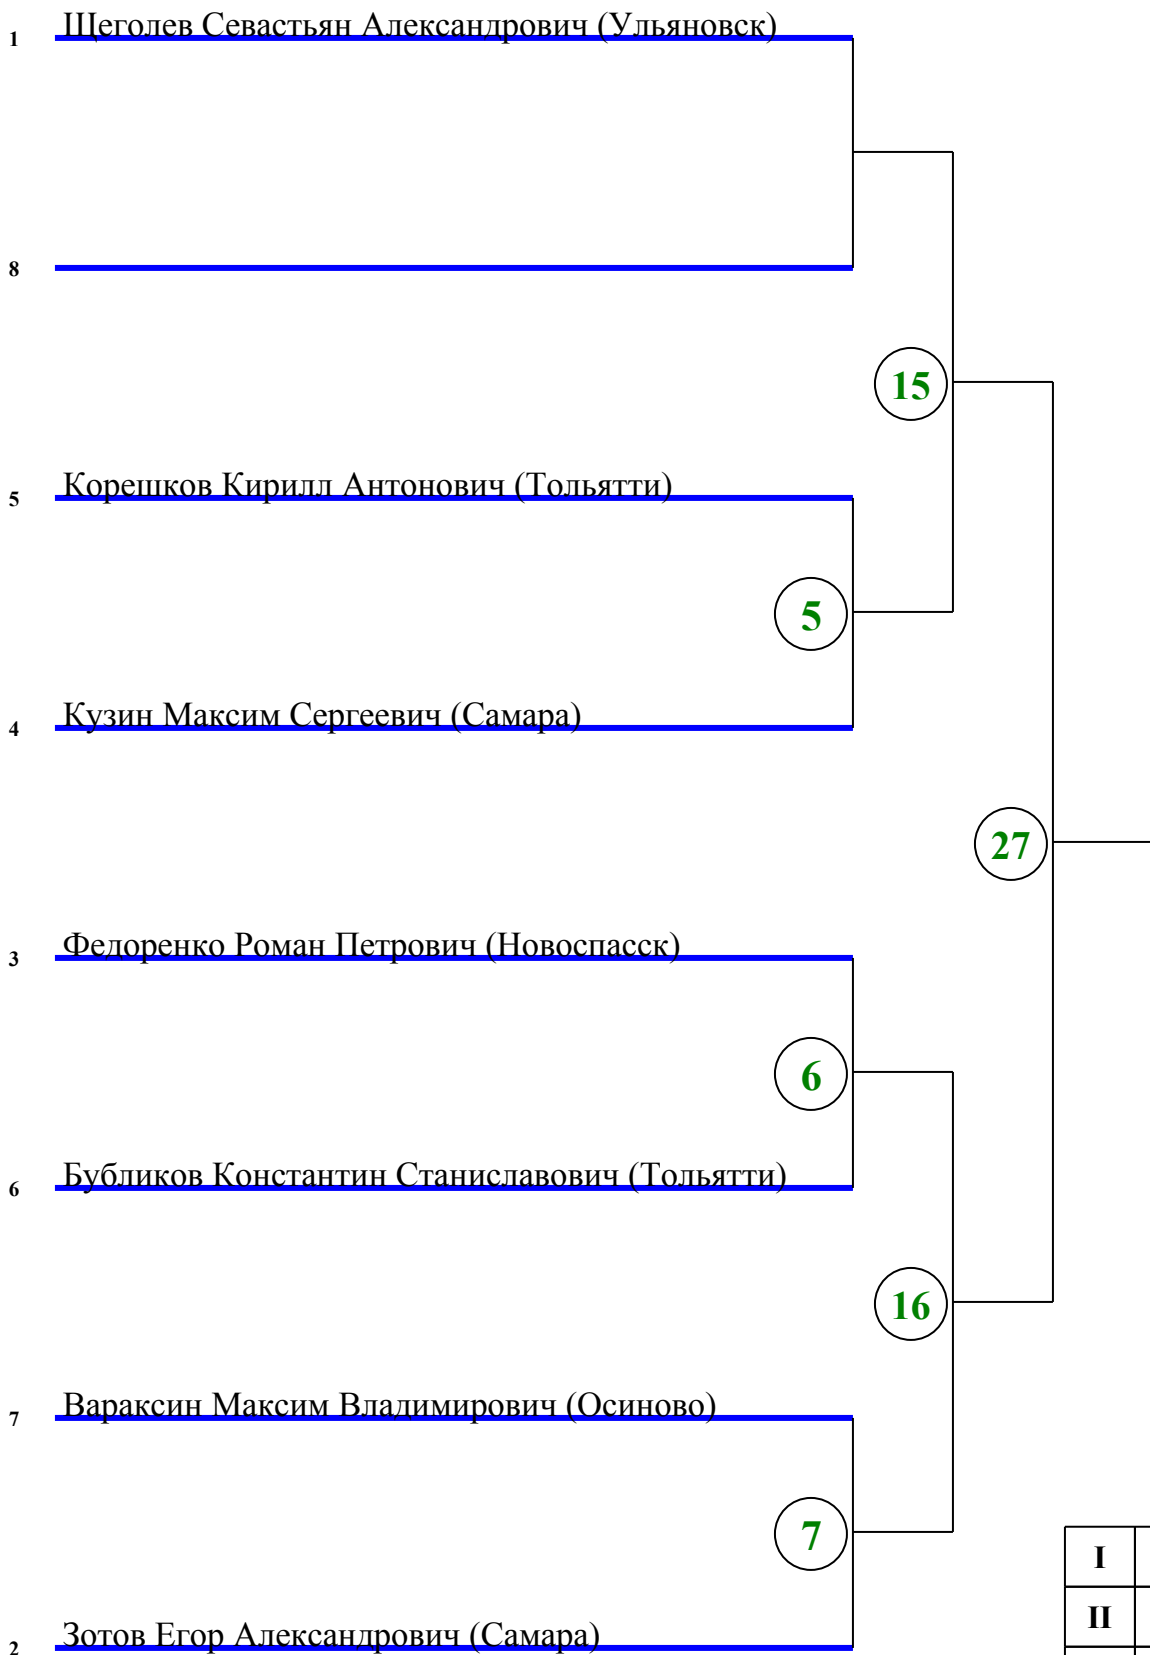 1 Щеголев Севастьян Александрович (Ульяновск)
8
15
5 Корешков Кирилл Антонович (Тольятти)
5
4 Кузин Максим Сергеевич (Самара)
27
3 Федоренко Роман Петрович (Новоспасск)
6
6 Бубликов Константин Станиславович (Тольятти)
16
7 Вараксин Максим Владимирович (Осиново)
7
I
II
2 Зотов Егор Александрович (Самара)